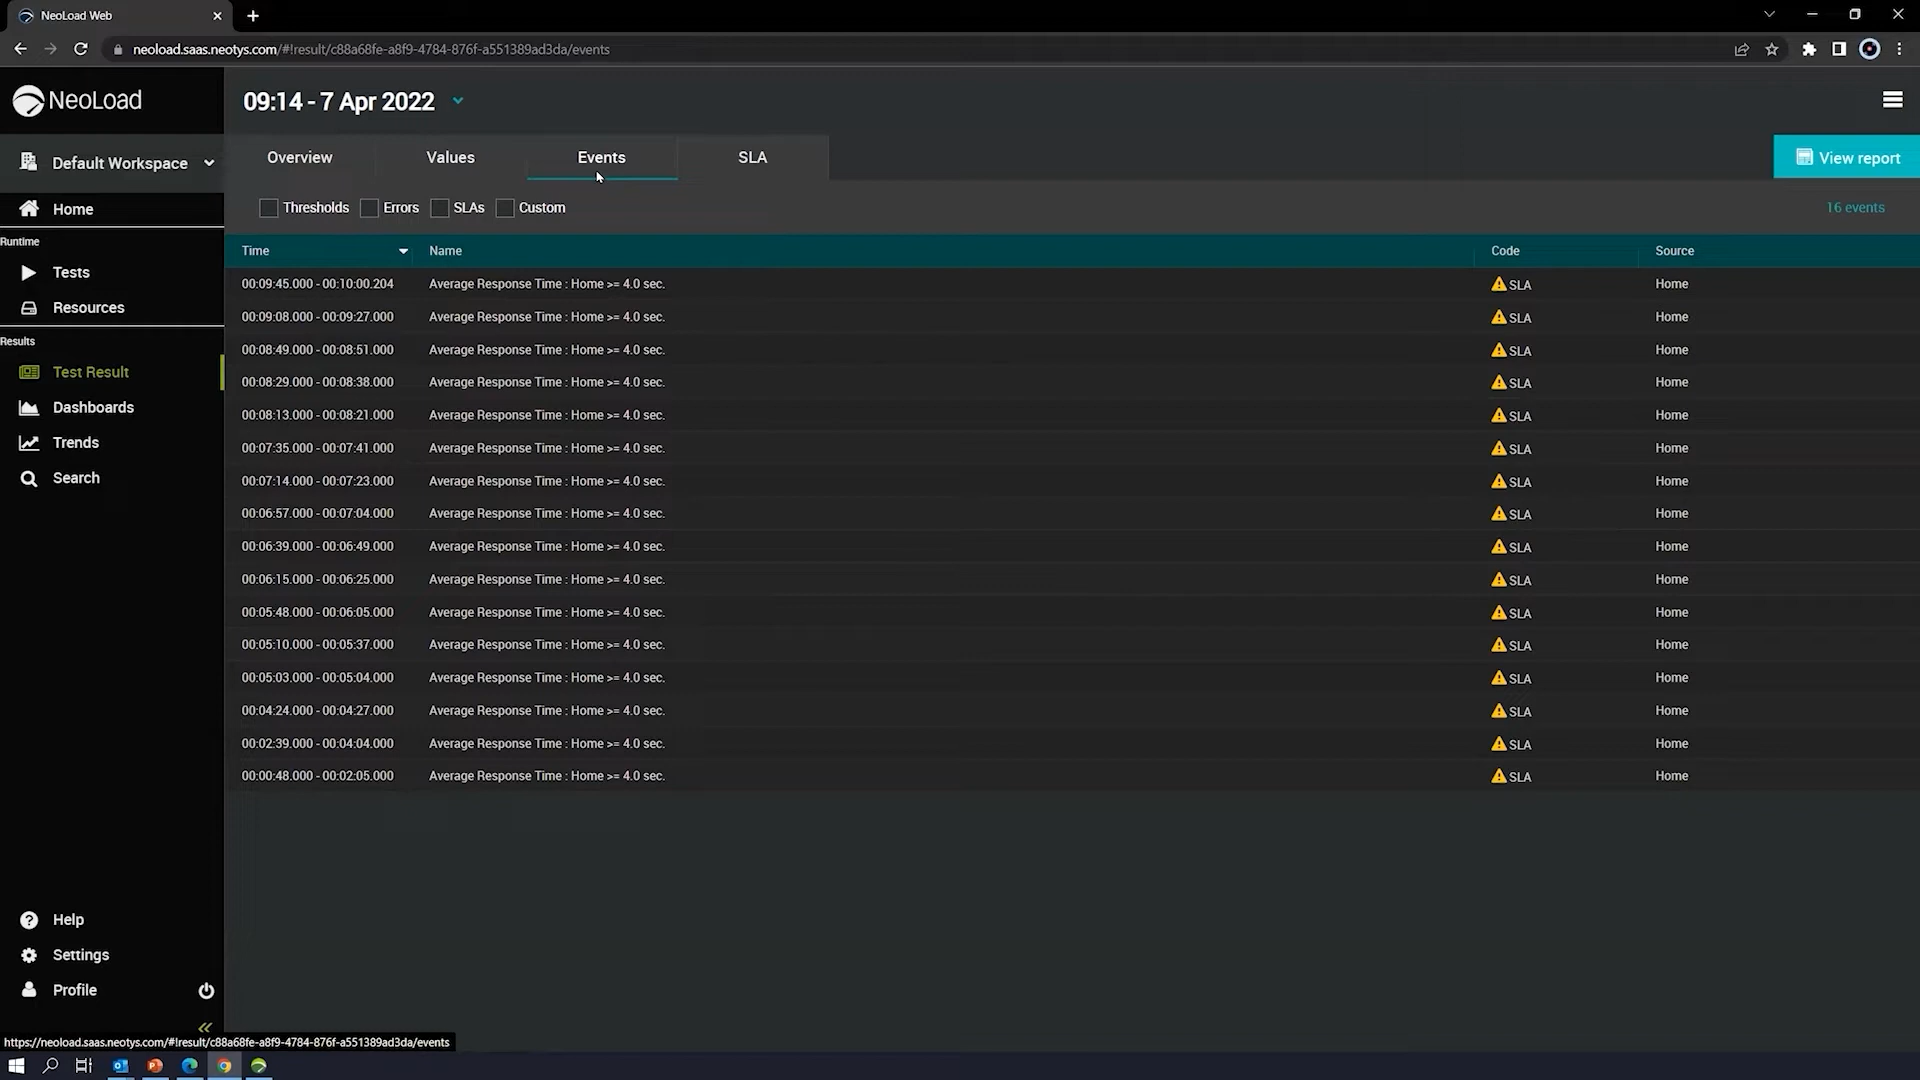 NeoLoad Web
neoload.saas.neotys.com/#!result/c88a68fe-a8f9-4784-876f-a551389ad3da/events
NeoLoad
09:14 - 7 Apr 2022
Default Workspace
Overview
Values
Events
SLA
View report
Thresholds
Errors
SLAs
Custom
16 events
Home
Runtime
Tests
Resources
Results
Test Result
Dashboards
Trends
Search
Time Name Code Source
00:09:45.000 - 00:10:00.204 Average Response Time : Home >= 4.0 sec. SLA Home
00:09:08.000 - 00:09:27.000 Average Response Time : Home >= 4.0 sec. SLA Home
00:08:49.000 - 00:08:51.000 Average Response Time : Home >= 4.0 sec. SLA Home
00:08:29.000 - 00:08:38.000 Average Response Time : Home >= 4.0 sec. SLA Home
00:08:13.000 - 00:08:21.000 Average Response Time : Home >= 4.0 sec. SLA Home
00:07:35.000 - 00:07:41.000 Average Response Time : Home >= 4.0 sec. SLA Home
00:07:14.000 - 00:07:23.000 Average Response Time : Home >= 4.0 sec. SLA Home
00:06:57.000 - 00:07:04.000 Average Response Time : Home >= 4.0 sec. SLA Home
00:06:39.000 - 00:06:49.000 Average Response Time : Home >= 4.0 sec. SLA Home
00:06:15.000 - 00:06:25.000 Average Response Time : Home >= 4.0 sec. SLA Home
00:05:48.000 - 00:06:05.000 Average Response Time : Home >= 4.0 sec. SLA Home
00:05:10.000 - 00:05:37.000 Average Response Time : Home >= 4.0 sec. SLA Home
00:05:03.000 - 00:05:04.000 Average Response Time : Home >= 4.0 sec. SLA Home
00:04:24.000 - 00:04:27.000 Average Response Time : Home >= 4.0 sec. SLA Home
00:02:39.000 - 00:04:04.000 Average Response Time : Home >= 4.0 sec. SLA Home
00:00:48.000 - 00:02:05.000 Average Response Time : Home >= 4.0 sec. SLA Home
Help
Settings
Profile
https://neoload.saas.neotys.com/#!result/c88a68fe-a8f9-4784-876f-a551389ad3da/events